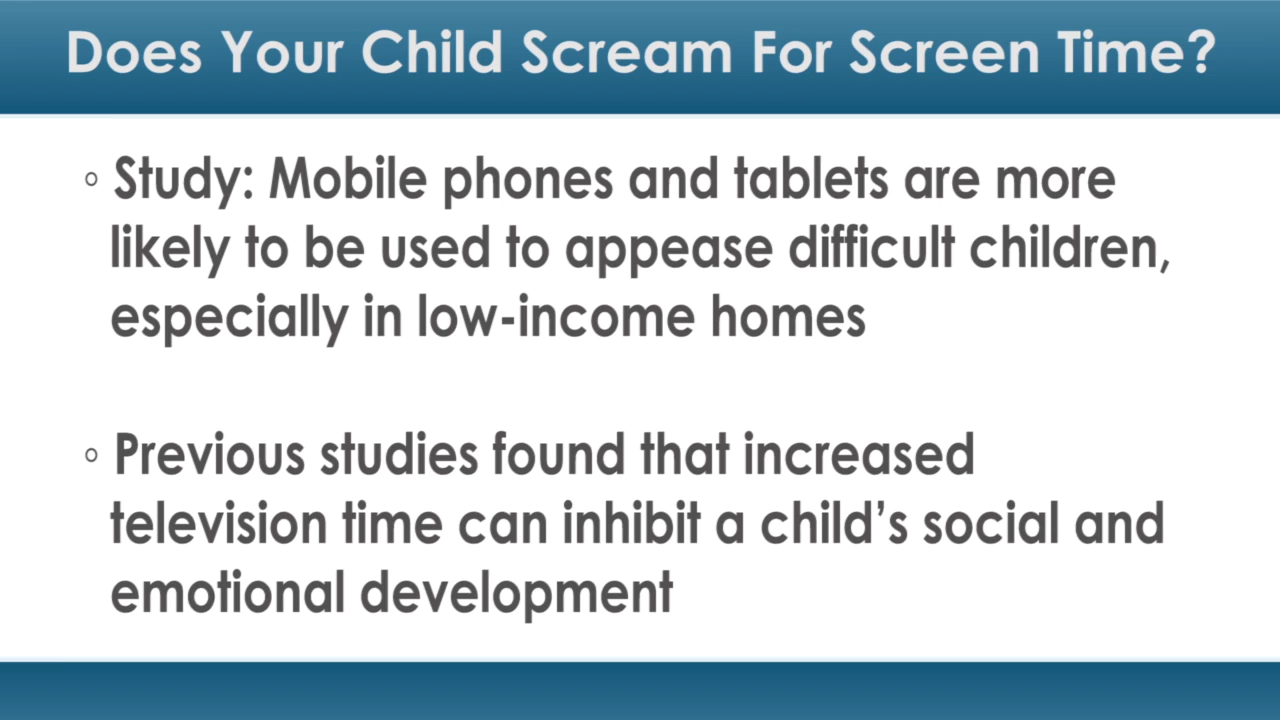 Does Your Child Scream For Screen Time?
◦ Study: Mobile phones and tablets are more
likely to be used to appease difficult children,
especially in low-income homes
◦ Previous studies found that increased
television time can inhibit a child’s social and
emotional development